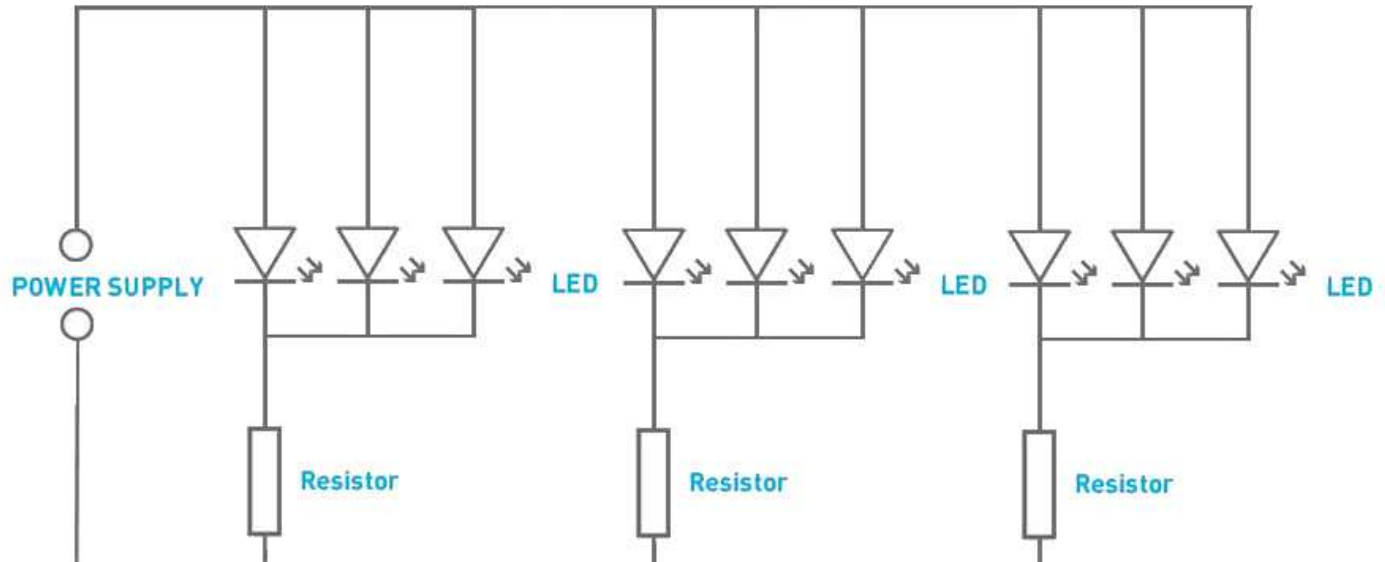 POWER SUPPLY
LED
LED
LED
Resistor
Resistor
Resistor